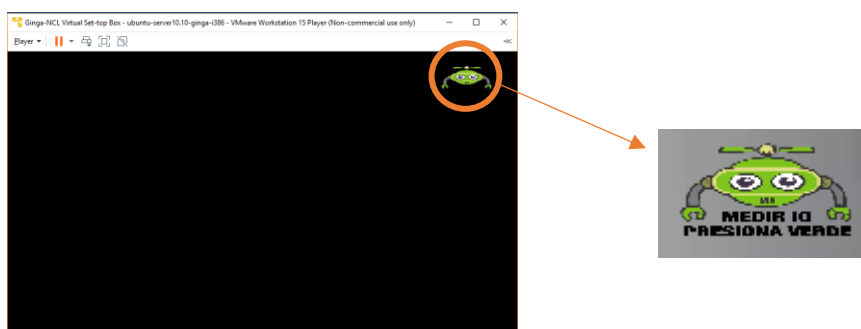 Ginga-NCL Virtual Set-top Box - ubuntu-server10.10-ginga-i386 - VMware Workstation 15 Player (Non-commercial use only)
Player
MEDIR IQ
PRESIONA VERDE